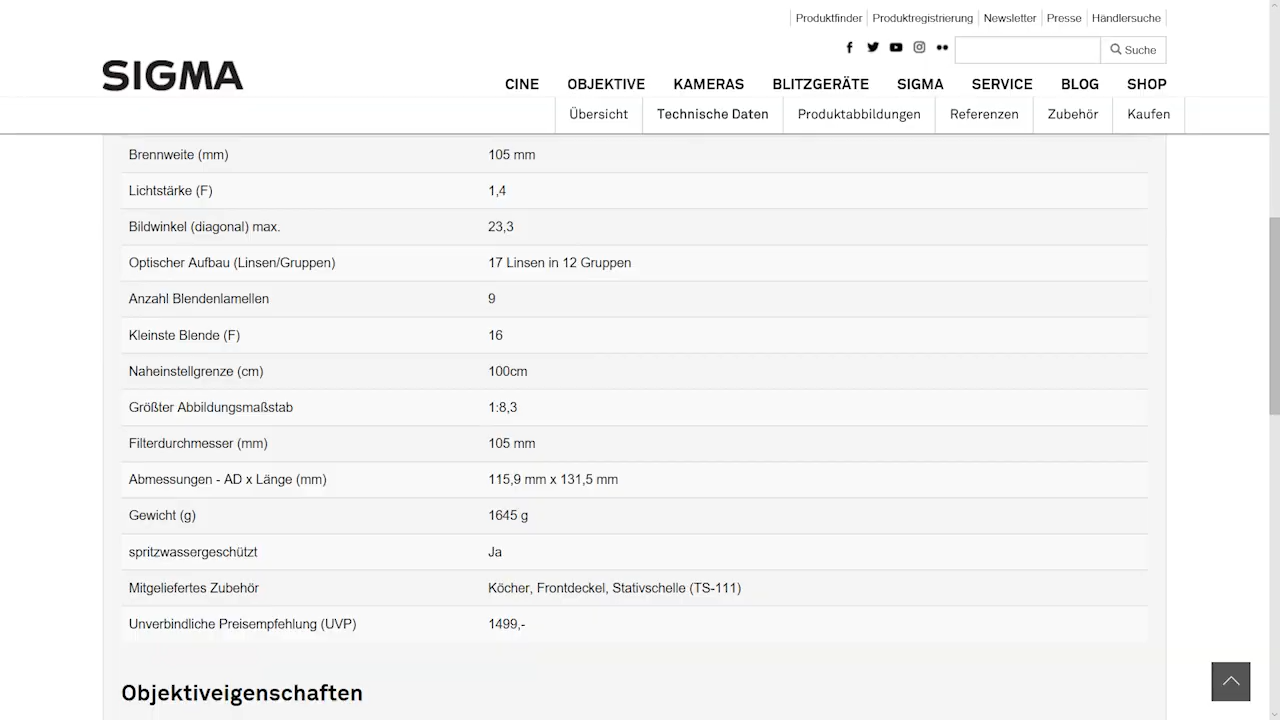 Produktfinder Produktregistrierung Newsletter Presse Händlersuche
Suche
SIGMA
CINE OBJEKTIVE KAMERAS BLITZGERÄTE SIGMA SERVICE BLOG SHOP
Übersicht Technische Daten Produktabbildungen Referenzen Zubehör Kaufen
Brennweite (mm) 105 mm
Lichtstärke (F) 1,4
Bildwinkel (diagonal) max. 23,3
Optischer Aufbau (Linsen/Gruppen) 17 Linsen in 12 Gruppen
Anzahl Blendenlamellen 9
Kleinste Blende (F) 16
Naheinstellgrenze (cm) 100cm
Größter Abbildungsmaßstab 1:8,3
Filterdurchmesser (mm) 105 mm
Abmessungen - AD x Länge (mm) 115,9 mm x 131,5 mm
Gewicht (g) 1645 g
spritzwassergeschützt Ja
Mitgeliefertes Zubehör Köcher, Frontdeckel, Stativschelle (TS-111)
Unverbindliche Preisempfehlung (UVP) 1499,-
Objektiveigenschaften